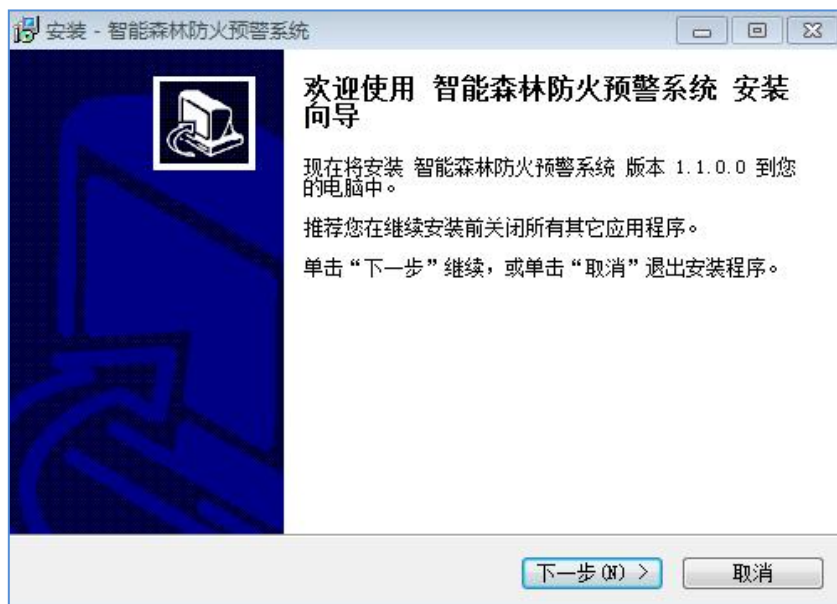 安装 - 智能森林防火预警系统
欢迎使用 智能森林防火预警系统 安装
向导
现在将安装 智能森林防火预警系统 版本 1.1.0.0 到您
的电脑中。
推荐您在继续安装前关闭所有其它应用程序。
单击“下一步”继续，或单击“取消”退出安装程序。
下一步(N) >
取消